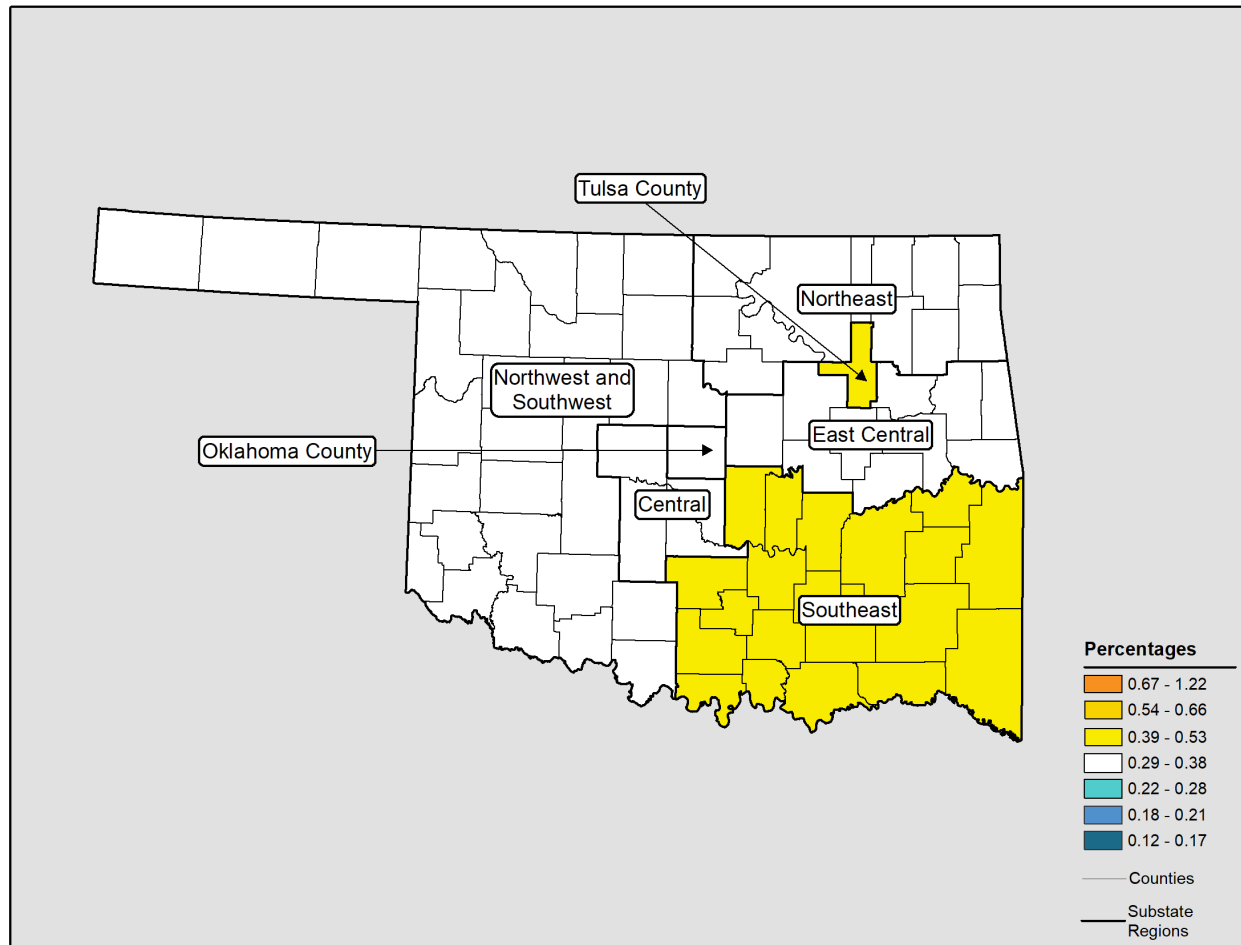 Tulsa County
Northeast
Northwest and
Southwest
East Central
Oklahoma County
Central
Southeast
Percentages
0.67 - 1.22
0.54 - 0.66
0.39 - 0.53
0.29 - 0.38
0.22 - 0.28
0.18 - 0.21
0.12 - 0.17
Counties
Substate
Regions